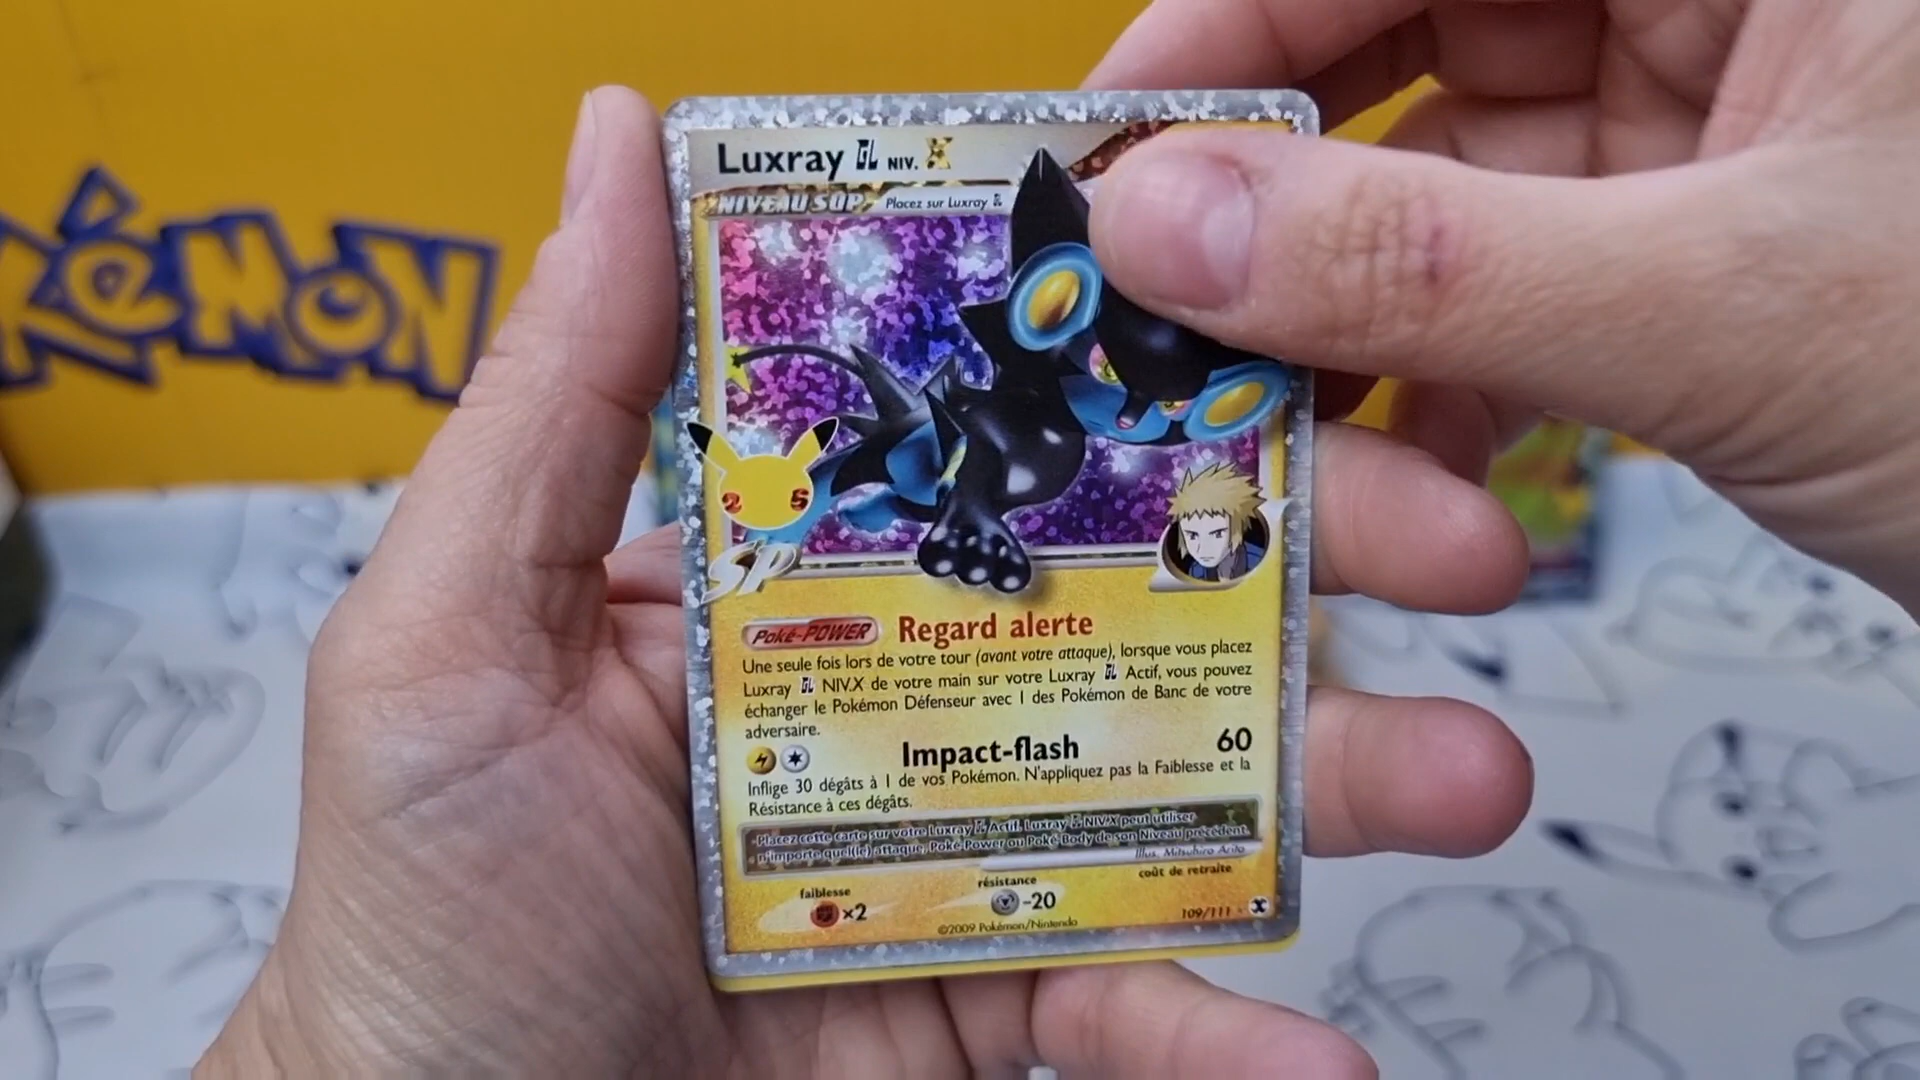 POKéMON
Luxray GL NIV. X
NIVEAU SUP. Placez sur Luxray GL
25
SP
Poké-POWER Regard alerte
Une seule fois lors de votre tour (avant votre attaque), lorsque vous placez
Luxray GL NIV.X de votre main sur votre Luxray GL Actif, vous pouvez
échanger le Pokémon Défenseur avec 1 des Pokémon de Banc de votre
adversaire.
Impact-flash 60
Inflige 30 dégâts à 1 de vos Pokémon. N'appliquez pas la Faiblesse et la
Résistance à ces dégâts.
Placez cette carte sur votre Luxray GL Actif. Luxray GL NIV.X peut utiliser
n'importe quel(le) attaque, Poké-Power ou Poké-Body de son Niveau précédent.
Illus. Mitsuhiro Arita
faiblesse résistance coût de retraite
×2 -20
©2009 Pokémon/Nintendo 109/111